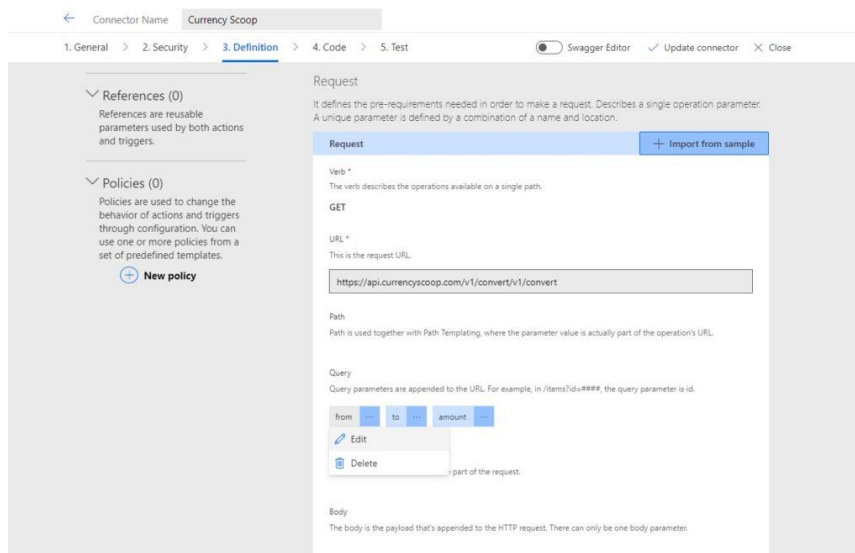 Connector Name Currency Scoop
1. General > 2. Security > 3. Definition > 4. Code > 5. Test Swagger Editor Update connector Close
References (0)
References are reusable
parameters used by both actions
and triggers.
Policies (0)
Policies are used to change the
behavior of actions and triggers
through configuration. You can
use one or more policies from a
set of predefined templates.
New policy
Request
It defines the pre-requirements needed in order to make a request. Describes a single operation parameter.
A unique parameter is defined by a combination of a name and location.
Request + Import from sample
Verb *
The verb describes the operations available on a single path.
GET
URL *
This is the request URL.
https://api.currencyscoop.com/v1/convert/v1/convert
Path
Path is used together with Path Templating, where the parameter value is actually part of the operation's URL.
Query
Query parameters are appended to the URL. For example, in /items?id=####, the query parameter is id.
from ... to ... amount ...
Edit
Delete
part of the request.
Body
The body is the payload that's appended to the HTTP request. There can only be one body parameter.